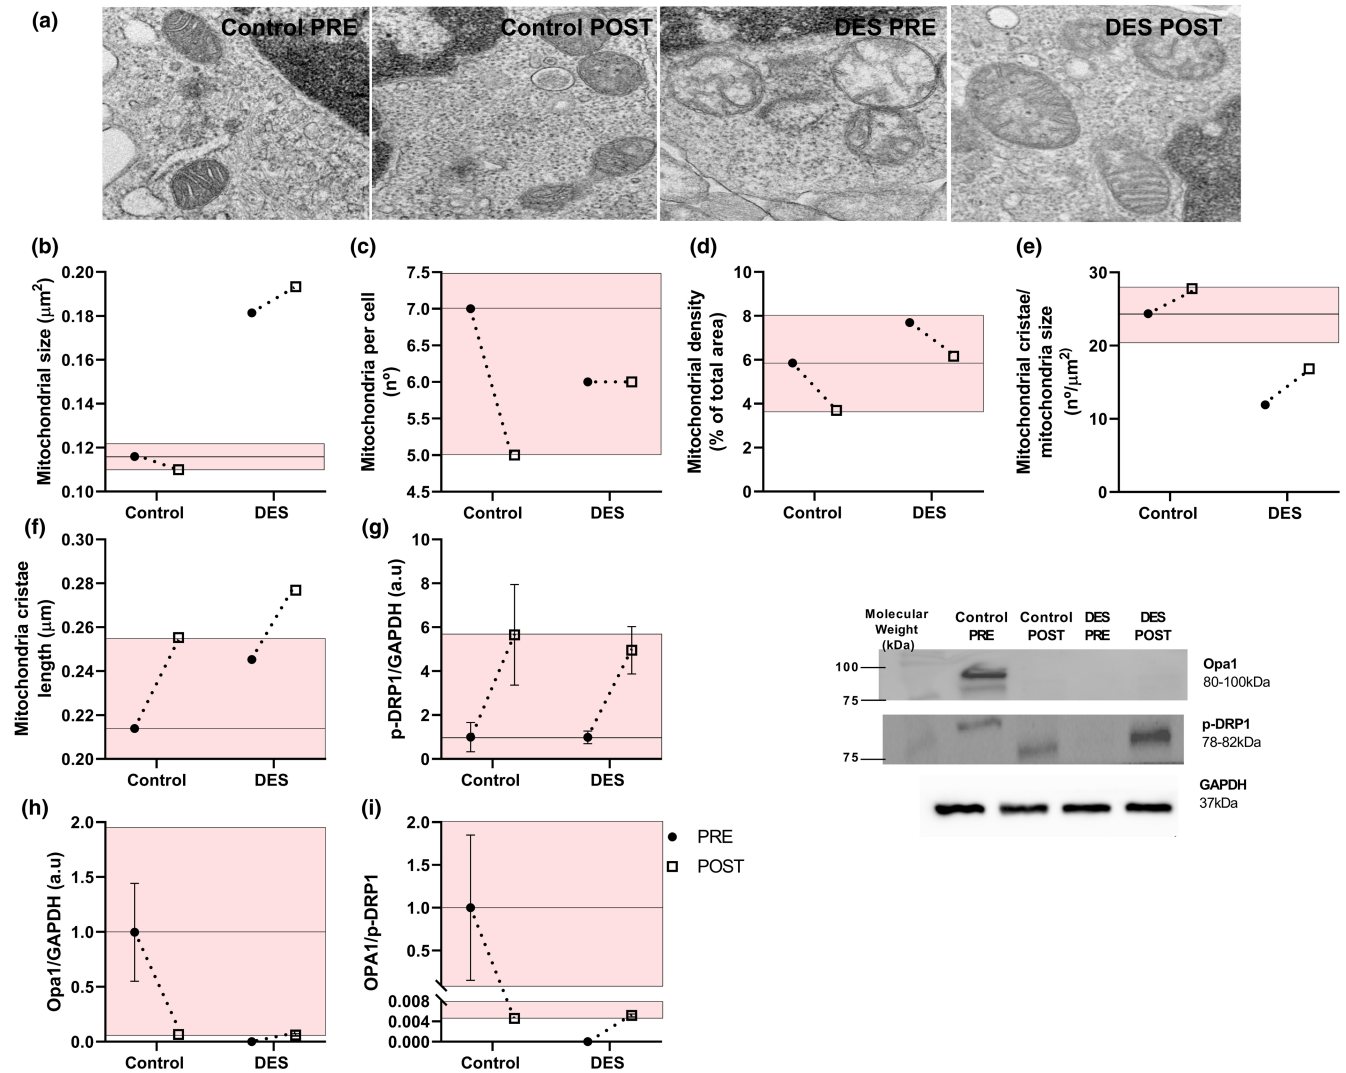 (a)
Control PRE
Control POST
DES PRE
DES POST
(b)
Mitochondrial size (μm²)
0.20
0.18
0.16
0.14
0.12
0.10
Control
DES
(c)
Mitochondria per cell
(nº)
7.5
7.0
6.5
6.0
5.5
5.0
4.5
Control
DES
(d)
Mitochondrial density
(% of total area)
10
8
6
4
2
0
Control
DES
(e)
Mitochondrial cristae/
mitochondria size
(nº/μm²)
30
20
10
0
Control
DES
(f)
Mitochondria cristae
length (μm)
0.30
0.28
0.26
0.24
0.22
0.20
Control
DES
(g)
p-DRP1/GAPDH (a.u)
10
8
6
4
2
0
Control
DES
Molecular
Weight
(kDa)
Control
PRE
Control
POST
DES
PRE
DES
POST
100
75
Opa1
80-100kDa
75
p-DRP1
78-82kDa
GAPDH
37kDa
(h)
Opa1/GAPDH (a.u)
2.0
1.5
1.0
0.5
0.0
Control
DES
(i)
OPA1/p-DRP1
2.0
1.5
1.0
0.5
0.008
0.004
0.000
Control
DES
PRE
POST